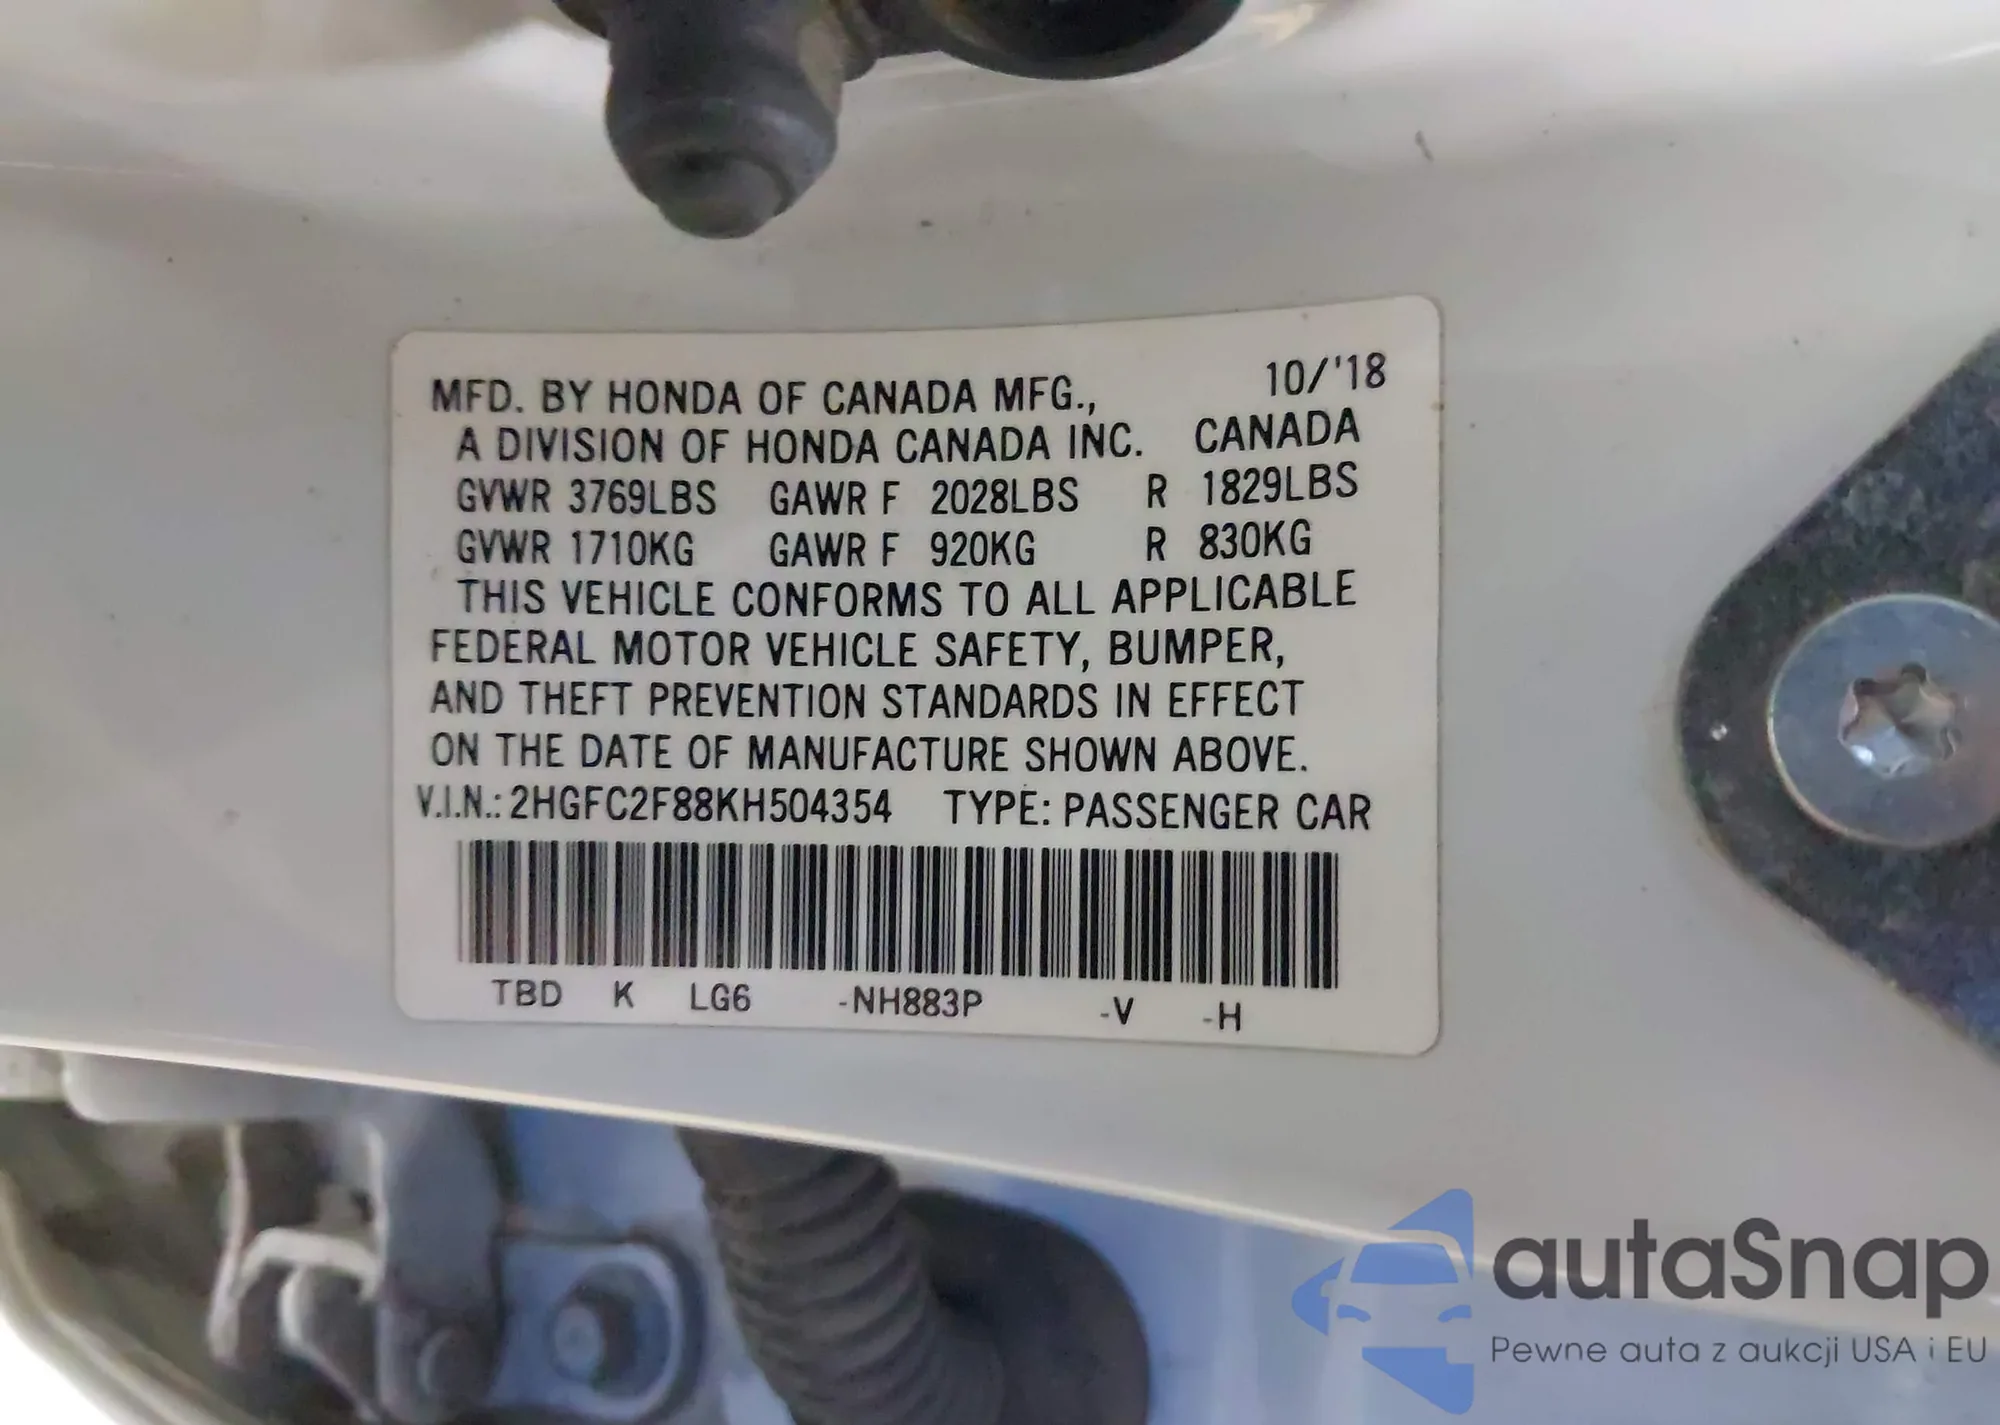 MFD. BY HONDA OF CANADA MFG., 10/'18
A DIVISION OF HONDA CANADA INC. CANADA
GVWR 3769LBS GAWR F 2028LBS R 1829LBS
GVWR 1710KG GAWR F 920KG R 830KG
THIS VEHICLE CONFORMS TO ALL APPLICABLE
FEDERAL MOTOR VEHICLE SAFETY, BUMPER,
AND THEFT PREVENTION STANDARDS IN EFFECT
ON THE DATE OF MANUFACTURE SHOWN ABOVE.
V.I.N.: 2HGFC2F88KH504354 TYPE: PASSENGER CAR
TBD K LG6 -NH883P -V -H
autaSnap
Pewne auta z aukcji USA i EU